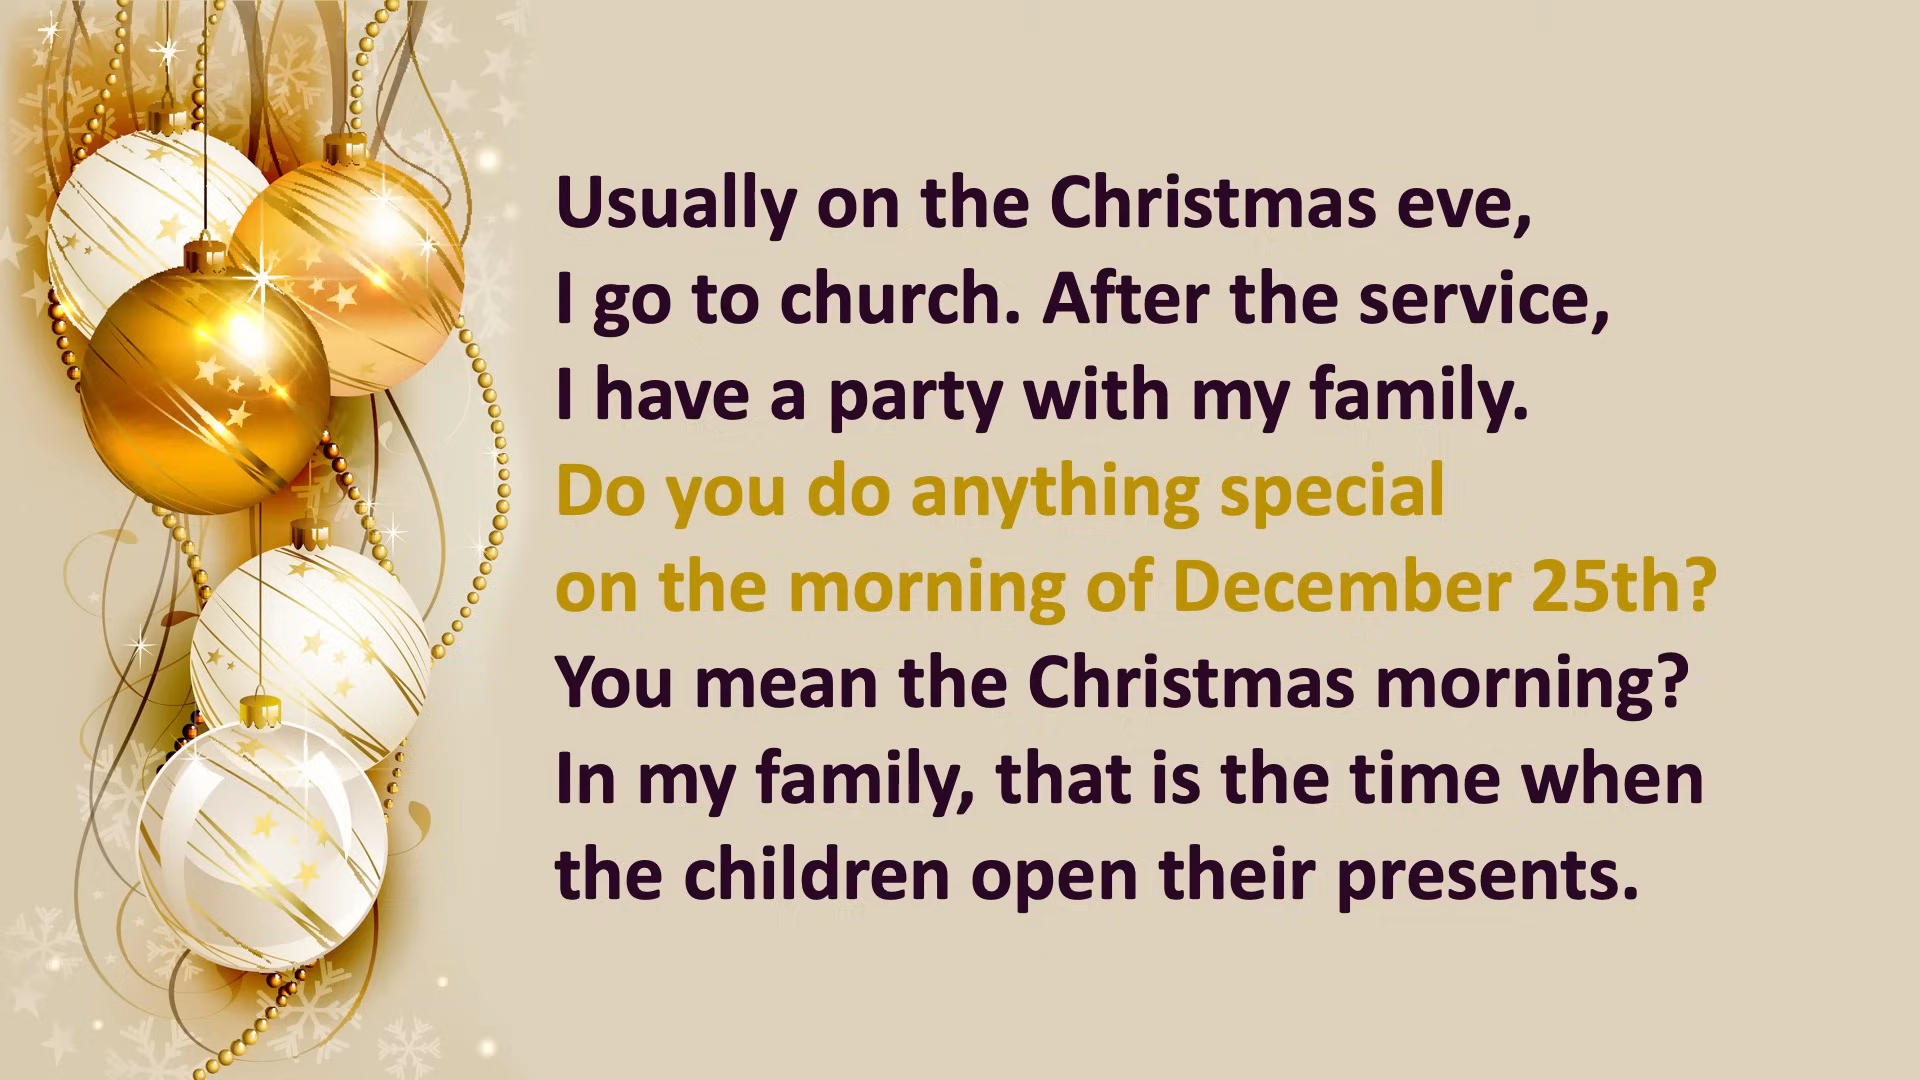 Usually on the Christmas eve,
I go to church. After the service,
I have a party with my family.
Do you do anything special
on the morning of December 25th?
You mean the Christmas morning?
In my family, that is the time when
the children open their presents.